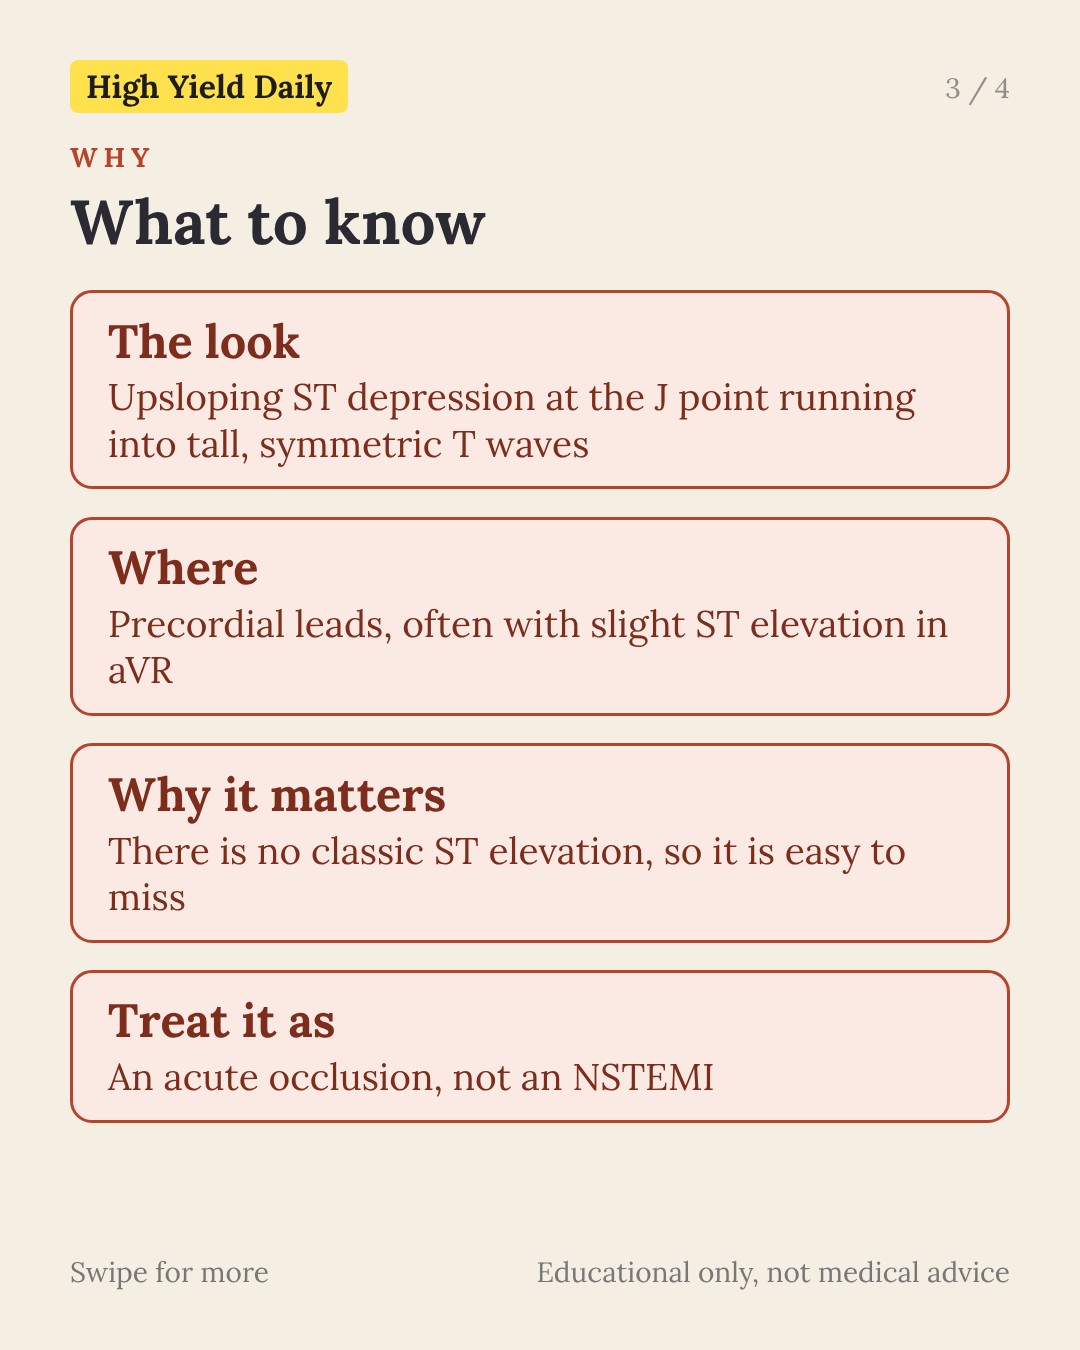 High Yield Daily
3 / 4
WHY
What to know
The look
Upsloping ST depression at the J point running
into tall, symmetric T waves
Where
Precordial leads, often with slight ST elevation in
aVR
Why it matters
There is no classic ST elevation, so it is easy to
miss
Treat it as
An acute occlusion, not an NSTEMI
Swipe for more
Educational only, not medical advice